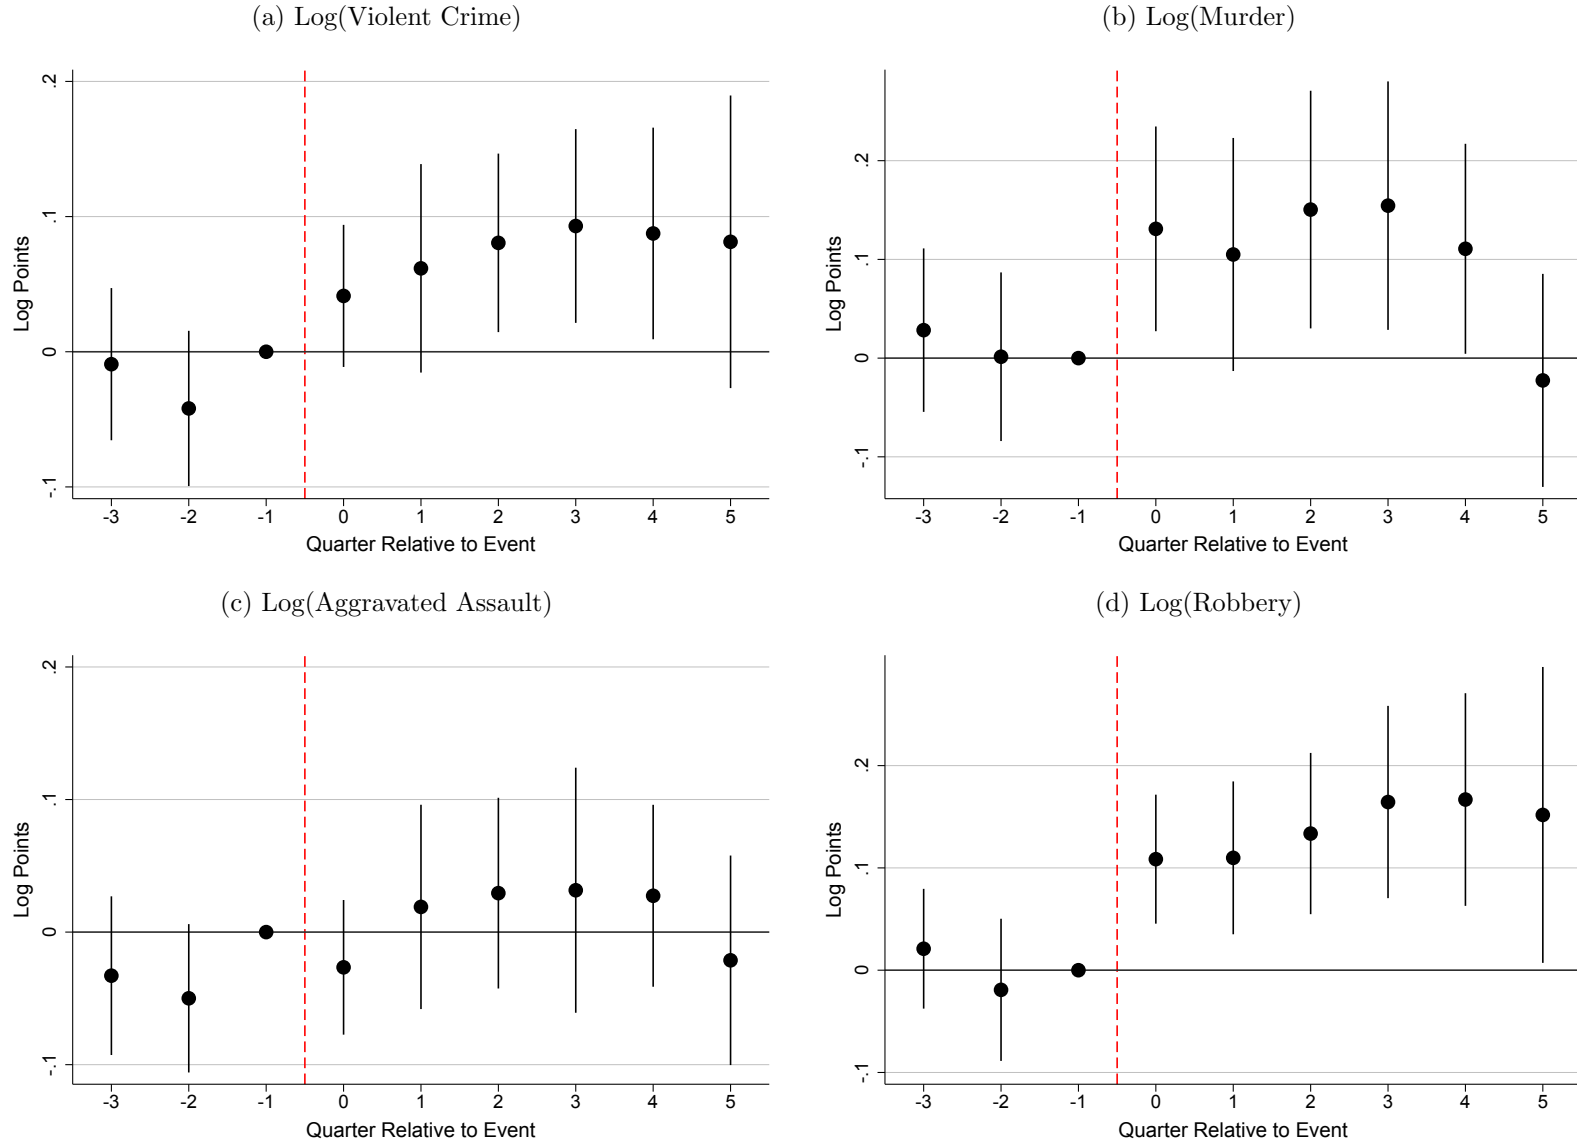 (a) Log(Violent Crime)
Log Points
.2
.1
0
-.1
-3 -2 -1 0 1 2 3 4 5
Quarter Relative to Event
(b) Log(Murder)
Log Points
.2
.1
0
-.1
-3 -2 -1 0 1 2 3 4 5
Quarter Relative to Event
(c) Log(Aggravated Assault)
Log Points
.2
.1
0
-.1
-3 -2 -1 0 1 2 3 4 5
Quarter Relative to Event
(d) Log(Robbery)
Log Points
.2
.1
0
-.1
-3 -2 -1 0 1 2 3 4 5
Quarter Relative to Event